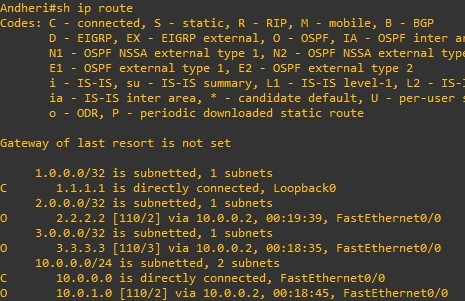 Andheri#sh ip route
Codes: C - connected, S - static, R - RIP, M - mobile, B - BGP
       D - EIGRP, EX - EIGRP external, O - OSPF, IA - OSPF inter
       N1 - OSPF NSSA external type 1, N2 - OSPF NSSA external type
       E1 - OSPF external type 1, E2 - OSPF external type 2
       i - IS-IS, su - IS-IS summary, L1 - IS-IS level-1, L2 - IS-I
       ia - IS-IS inter area, * - candidate default, U - per-user s
       o - ODR, P - periodic downloaded static route
Gateway of last resort is not set
     1.0.0.0/32 is subnetted, 1 subnets
C       1.1.1.1 is directly connected, Loopback0
     2.0.0.0/32 is subnetted, 1 subnets
O       2.2.2.2 [110/2] via 10.0.0.2, 00:19:39, FastEthernet0/0
     3.0.0.0/32 is subnetted, 1 subnets
O       3.3.3.3 [110/3] via 10.0.0.2, 00:18:35, FastEthernet0/0
     10.0.0.0/24 is subnetted, 2 subnets
C       10.0.0.0 is directly connected, FastEthernet0/0
O       10.0.1.0 [110/2] via 10.0.0.2, 00:18:45, FastEthernet0/0